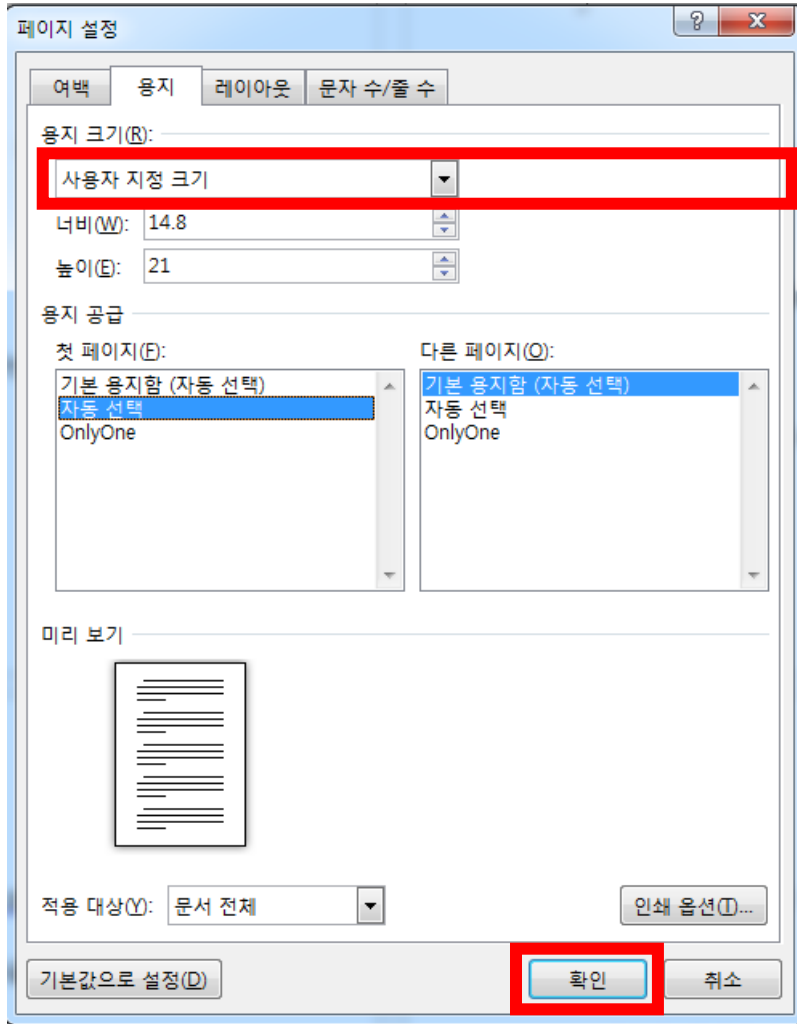 페이지 설정
여백 용지 레이아웃 문자 수/줄 수
용지 크기(R):
사용자 지정 크기
너비(W): 14.8
높이(E): 21
용지 공급
첫 페이지(F): 다른 페이지(O):
기본 용지함 (자동 선택) 기본 용지함 (자동 선택)
자동 선택 자동 선택
OnlyOne OnlyOne
미리 보기
적용 대상(Y): 문서 전체 인쇄 옵션(T)...
기본값으로 설정(D) 확인 취소